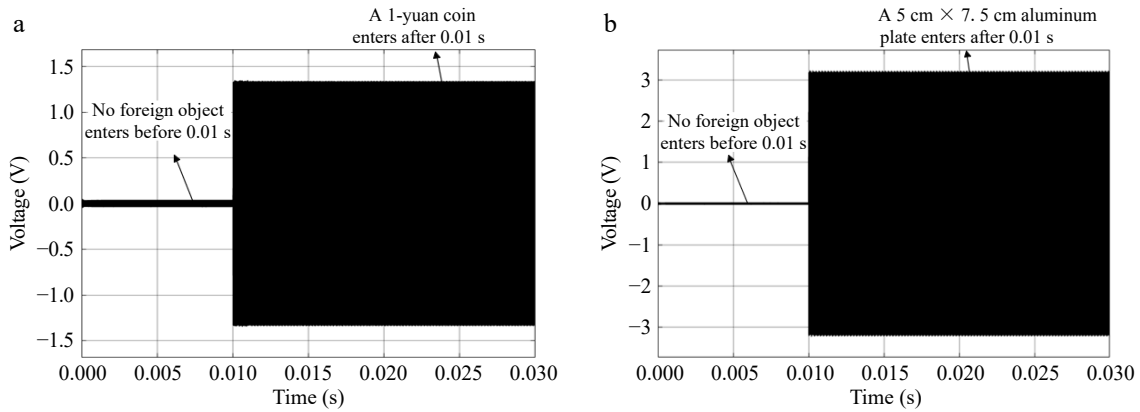 a
A 1-yuan coin
enters after 0.01 s
No foreign object
enters before 0.01 s
1.5
1.0
0.5
0.0
−0.5
−1.0
−1.5
Voltage (V)
0.000 0.005 0.010 0.015 0.020 0.025 0.030
Time (s)
b
A 5 cm × 7. 5 cm aluminum
plate enters after 0.01 s
No foreign object
enters before 0.01 s
3
2
1
0
−1
−2
−3
Voltage (V)
0.000 0.005 0.010 0.015 0.020 0.025 0.030
Time (s)